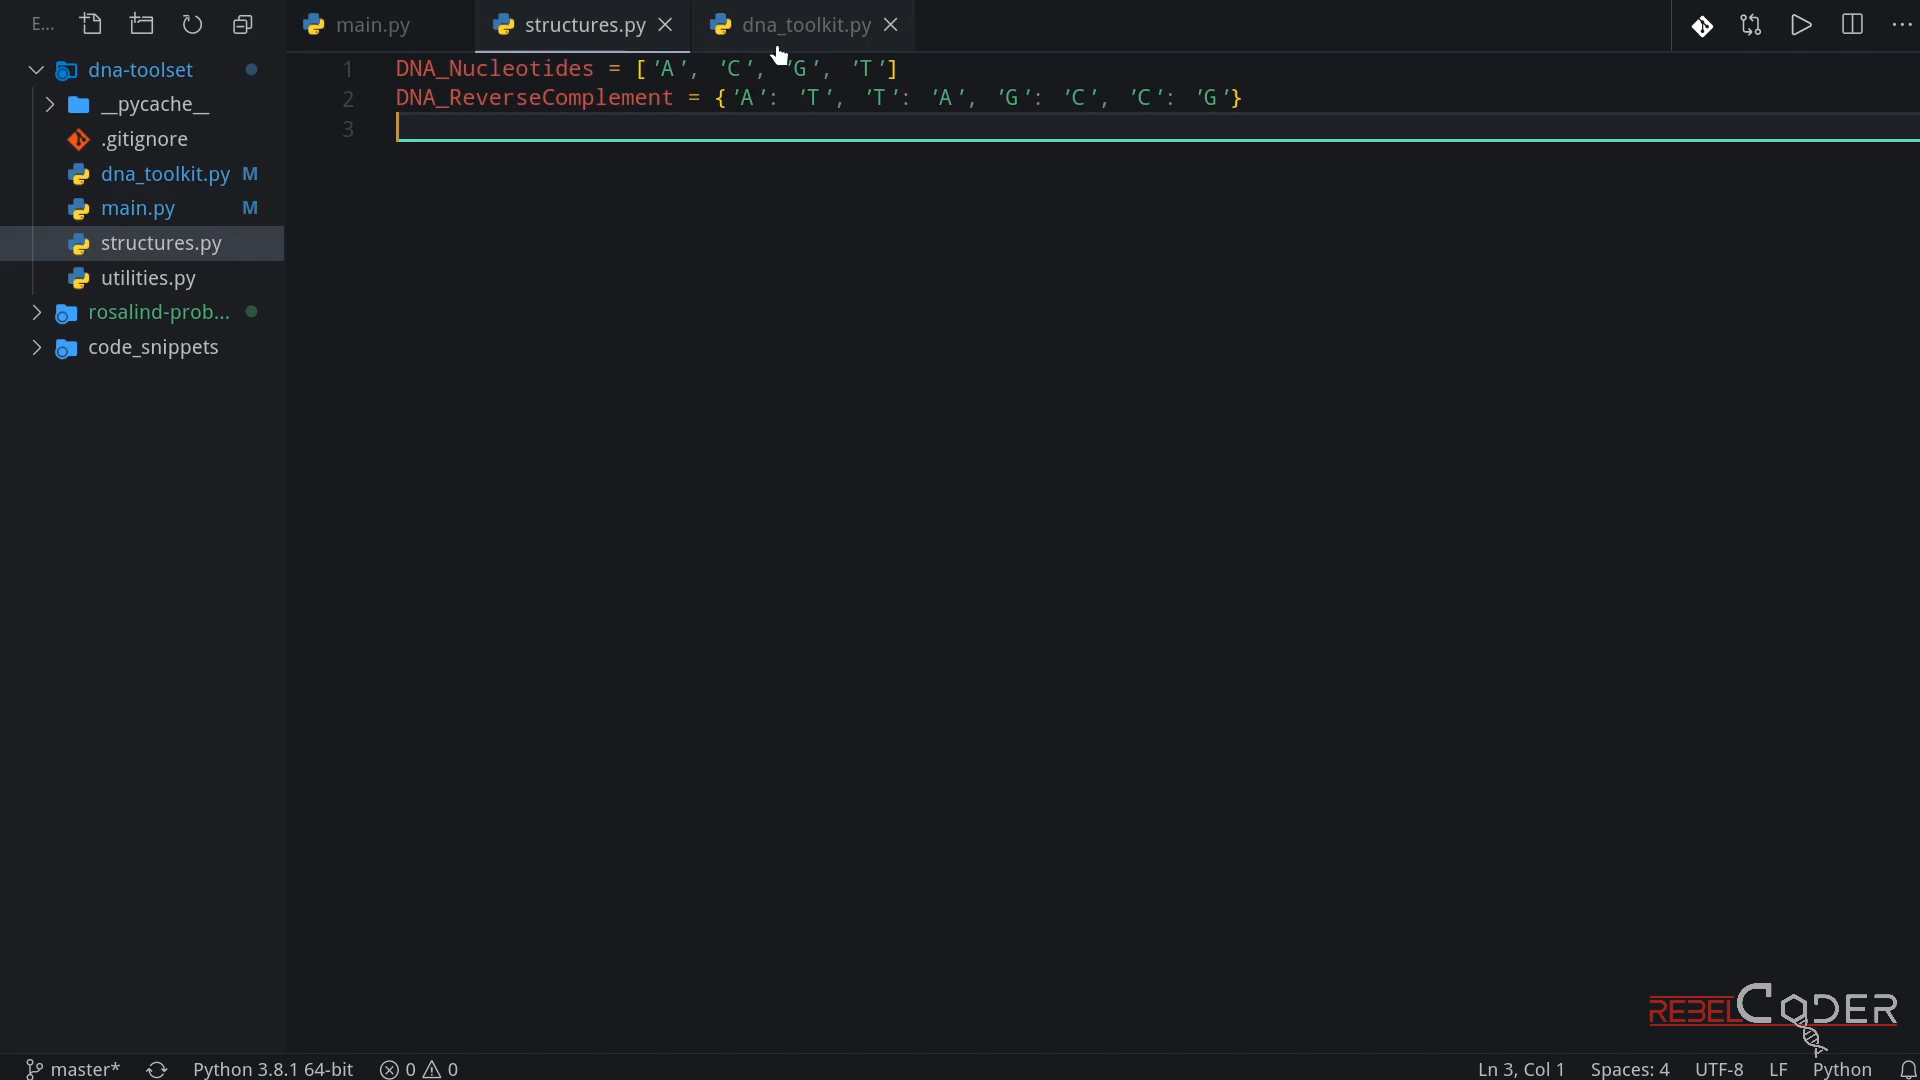 E...
main.py
structures.py
dna_toolkit.py
dna-toolset
__pycache__
.gitignore
dna_toolkit.py M
main.py M
structures.py
utilities.py
rosalind-prob...
code_snippets
1 DNA_Nucleotides = ['A', 'C', 'G', 'T']
2 DNA_ReverseComplement = {'A': 'T', 'T': 'A', 'G': 'C', 'C': 'G'}
3
REBELCODER
master* Python 3.8.1 64-bit 0 0 Ln 3, Col 1 Spaces: 4 UTF-8 LF Python